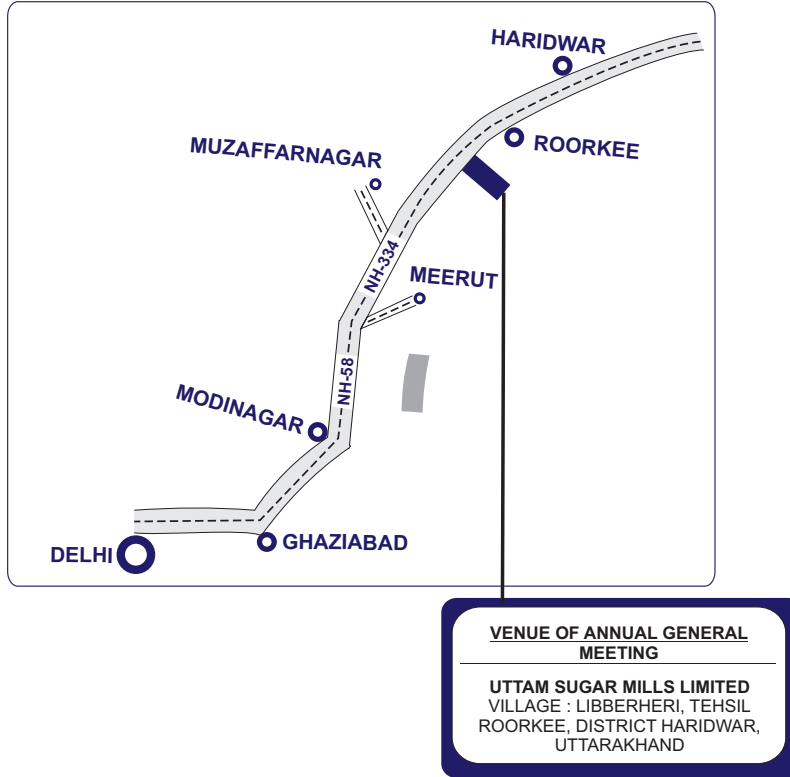 HARIDWAR
ROORKEE
MUZAFFARNAGAR
NH-334
MEERUT
NH-58
MODINAGAR
GHAZIABAD
DELHI
VENUE OF ANNUAL GENERAL
MEETING
UTTAM SUGAR MILLS LIMITED
VILLAGE : LIBBERHERI, TEHSIL
ROORKEE, DISTRICT HARIDWAR,
UTTARAKHAND